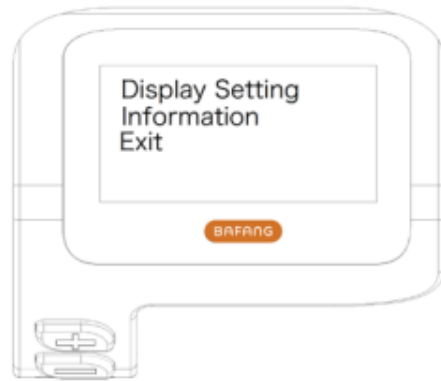 Display Setting
Information
Exit
BAFANG
+
−